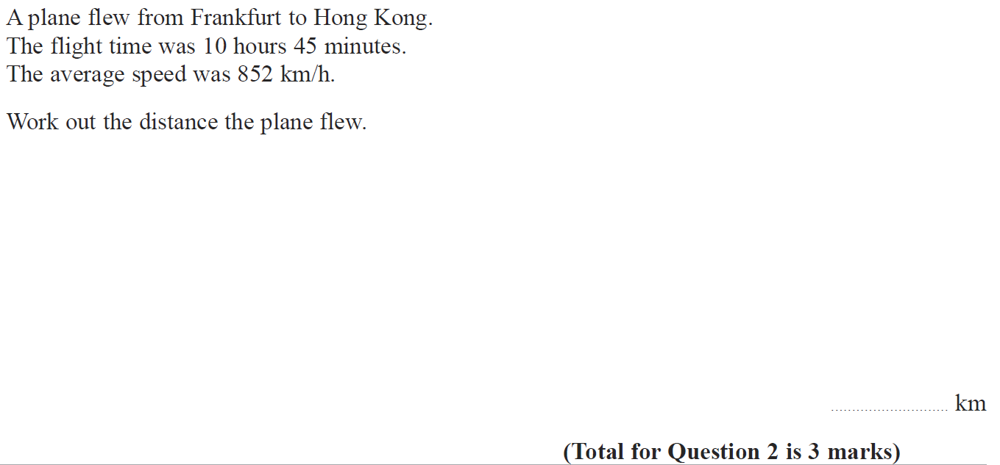 A plane flew from Frankfurt to Hong Kong.
The flight time was 10 hours 45 minutes.
The average speed was 852 km/h.
Work out the distance the plane flew.
........................... km
(Total for Question 2 is 3 marks)